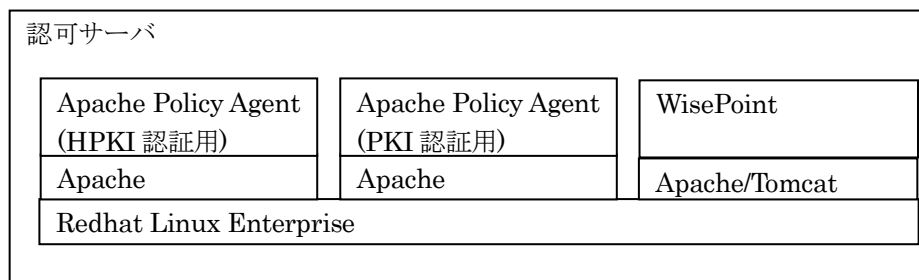 認可サーバ
Apache Policy Agent
(HPKI 認証用)
Apache
Apache Policy Agent
(PKI 認証用)
Apache
WisePoint
Apache/Tomcat
Redhat Linux Enterprise